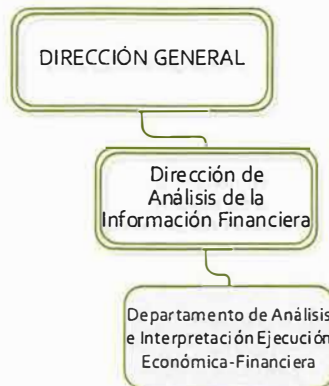 DIRECCIÓN GENERAL
Dirección de
Análisis de la
Información Financiera
Departamento de Análisis
e Interpretación Ejecución
Económica-Financiera